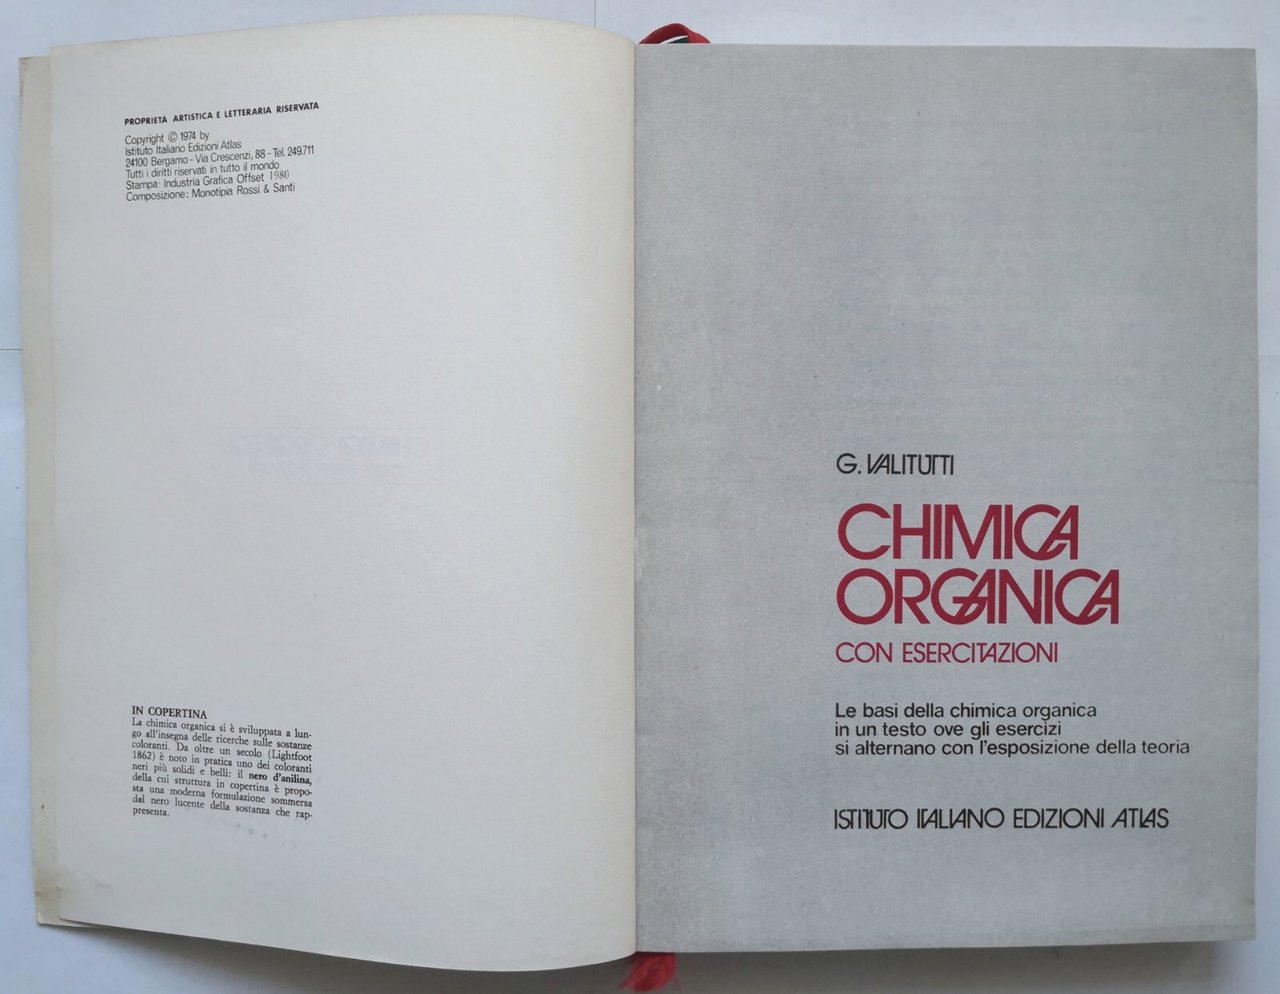 PROPRIETÀ ARTISTICA E LETTERARIA RISERVATA
Copyright © 1974 by
Istituto Italiano Edizioni Atlas
24100 Bergamo - Via Crescenzi, 88 - Tel. 249.711
Tutti i diritti riservati in tutto il mondo
Stampa: Industria Grafica Offset 1980
Composizione: Monotipia Rossi & Santi
IN COPERTINA
La chimica organica si è sviluppata a lun-
go all'insegna delle ricerche sulle sostanze
coloranti. Da oltre un secolo (Lightfoot
1862) è noto in pratica uno dei coloranti
neri più solidi e belli: il nero d'anilina,
della cui struttura in copertina è propo-
sta una moderna formulazione sommersa
dal nero lucente della sostanza che rap-
presenta.
G. VALITUTTI
CHIMICA
ORGANICA
CON ESERCITAZIONI
Le basi della chimica organica
in un testo ove gli esercizi
si alternano con l'esposizione della teoria
ISTITUTO ITALIANO EDIZIONI ATLAS